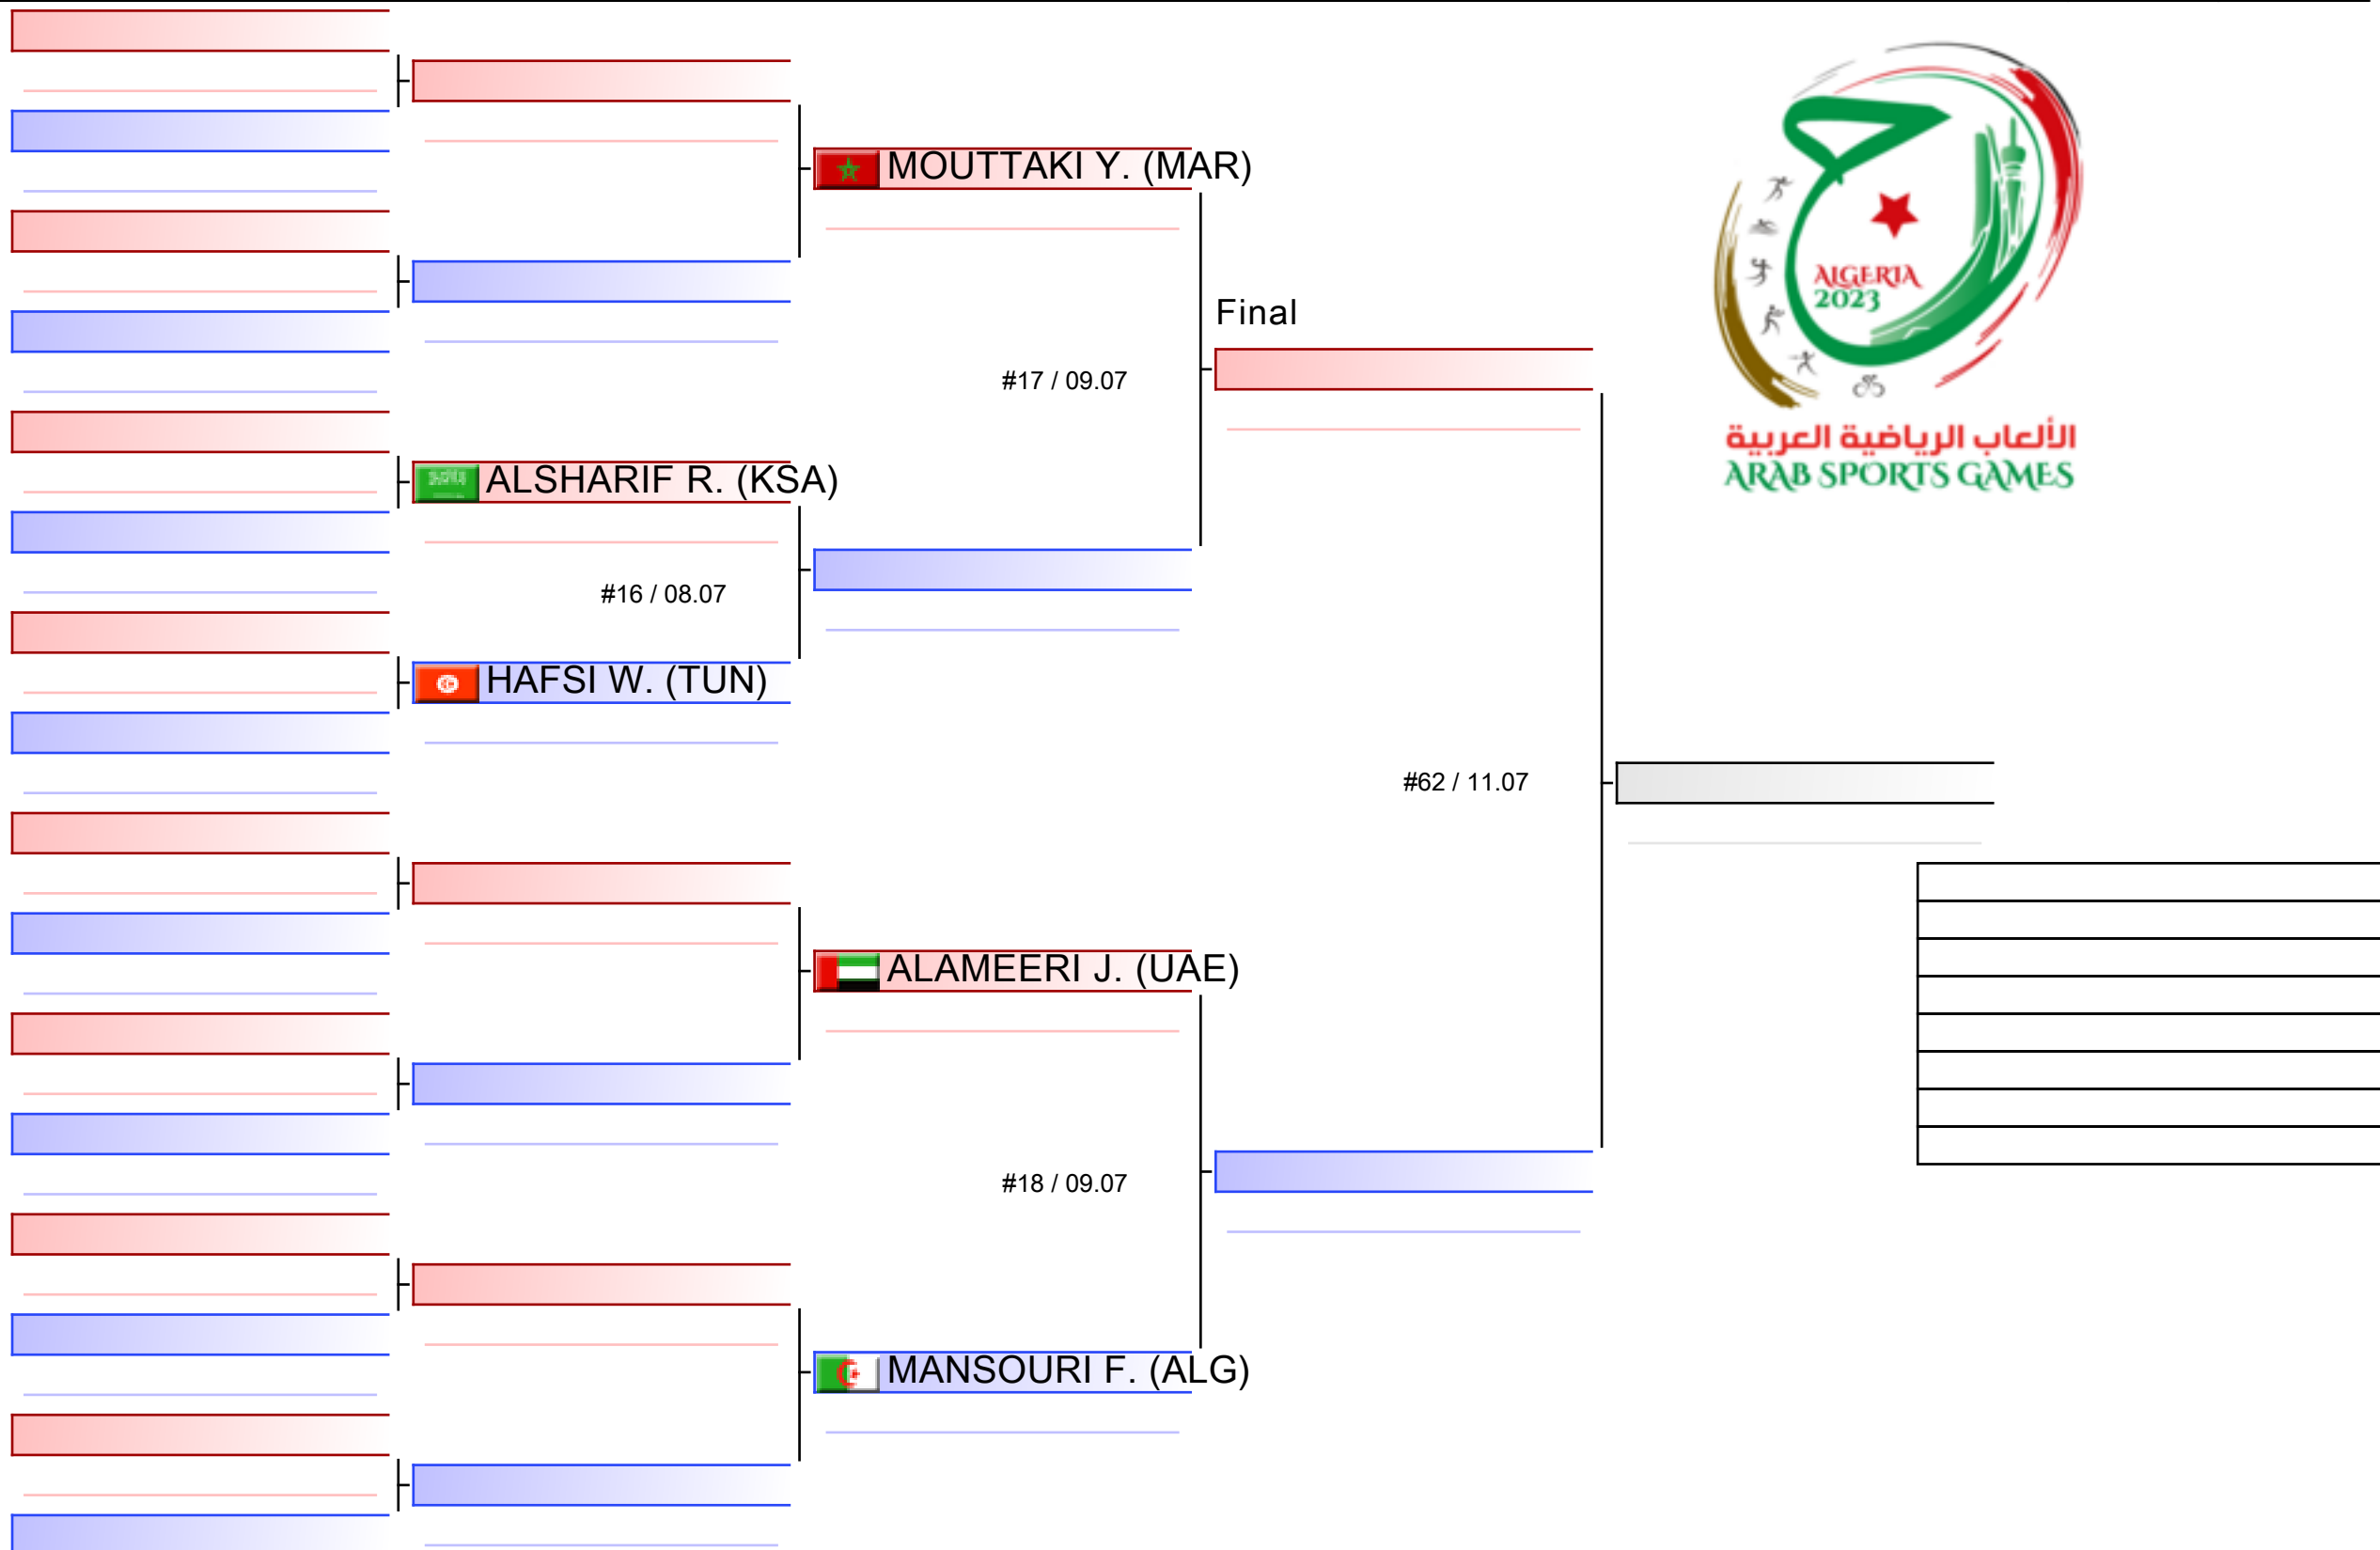 MOUTTAKI Y. (MAR)
Final
#17 / 09.07
ALSHARIF R. (KSA)
#16 / 08.07
HAFSI W. (TUN)
#62 / 11.07
ALAMEERI J. (UAE)
#18 / 09.07
MANSOURI F. (ALG)
ALGERIA
2023
الألعاب الرياضية العربية
ARAB SPORTS GAMES